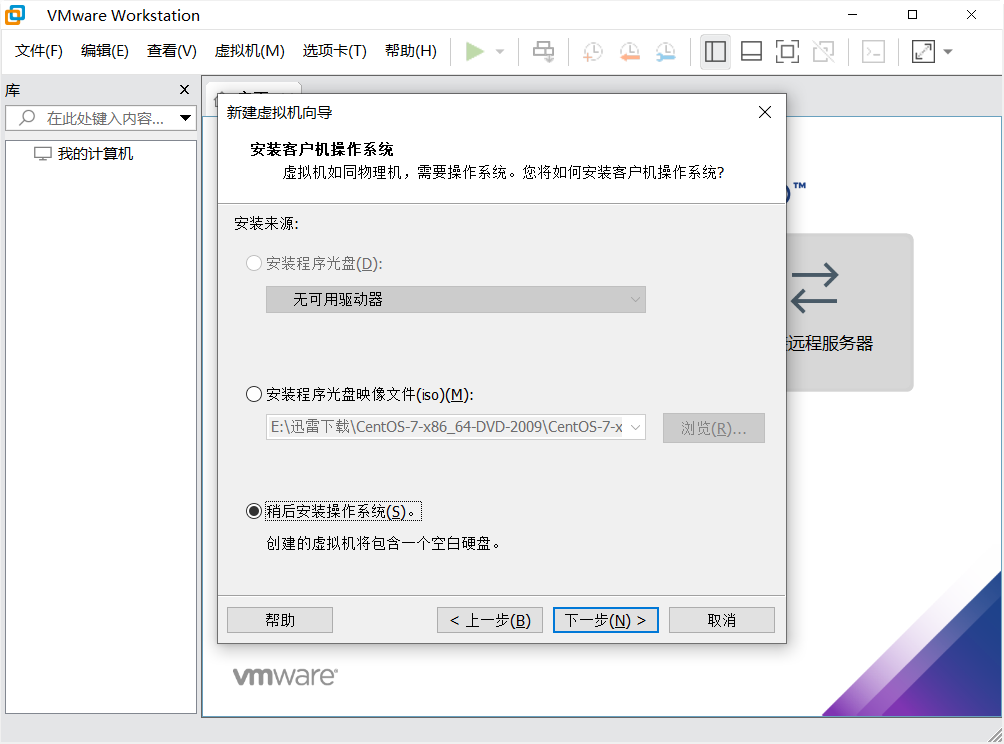 VMware Workstation
文件(F) 编辑(E) 查看(V) 虚拟机(M) 选项卡(T) 帮助(H)
库
在此处键入内容...
我的计算机
新建虚拟机向导
安装客户机操作系统
虚拟机如同物理机，需要操作系统。您将如何安装客户机操作系统?
TM
安装来源:
安装程序光盘(D):
无可用驱动器
远程服务器
安装程序光盘映像文件(iso)(M):
E:\迅雷下载\CentOS-7-x86_64-DVD-2009\CentOS-7-x
浏览(R)...
稍后安装操作系统(S)。
创建的虚拟机将包含一个空白硬盘。
帮助
< 上一步(B)
下一步(N) >
取消
vmware